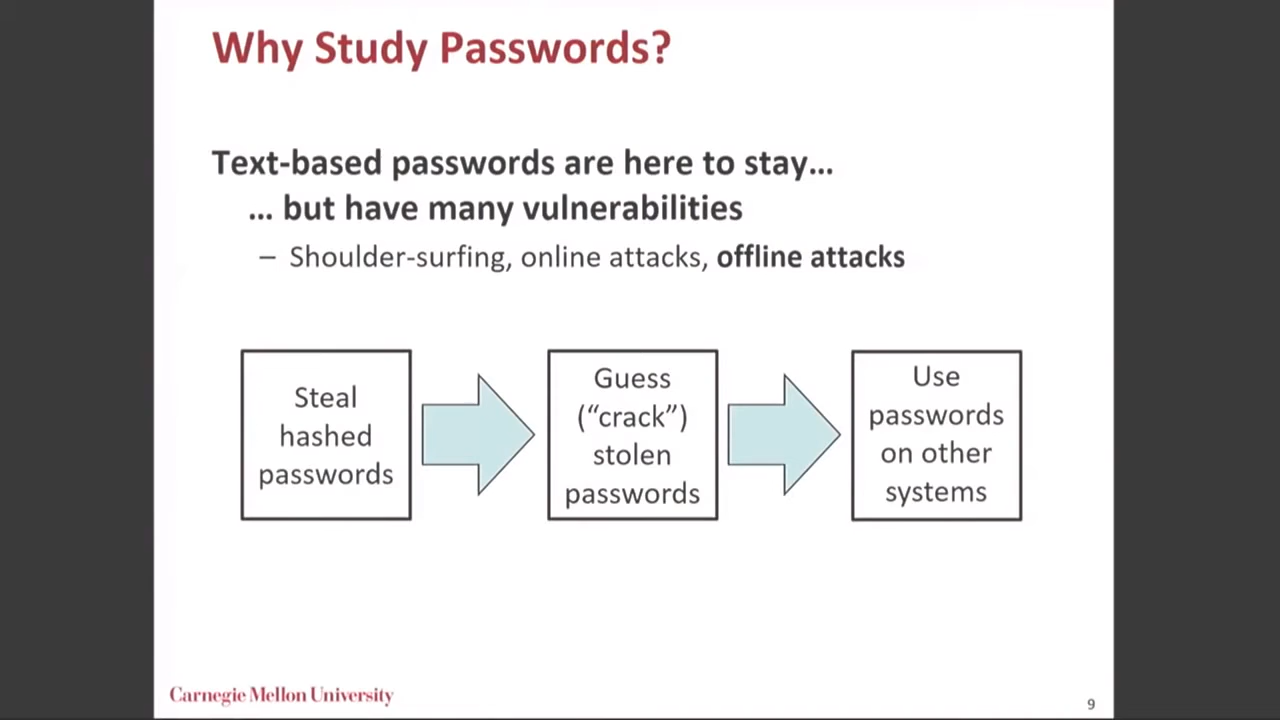 Why Study Passwords?
Text-based passwords are here to stay…
… but have many vulnerabilities
– Shoulder-surfing, online attacks, offline attacks
Steal
hashed
passwords
Guess
(“crack”)
stolen
passwords
Use
passwords
on other
systems
Carnegie Mellon University
9